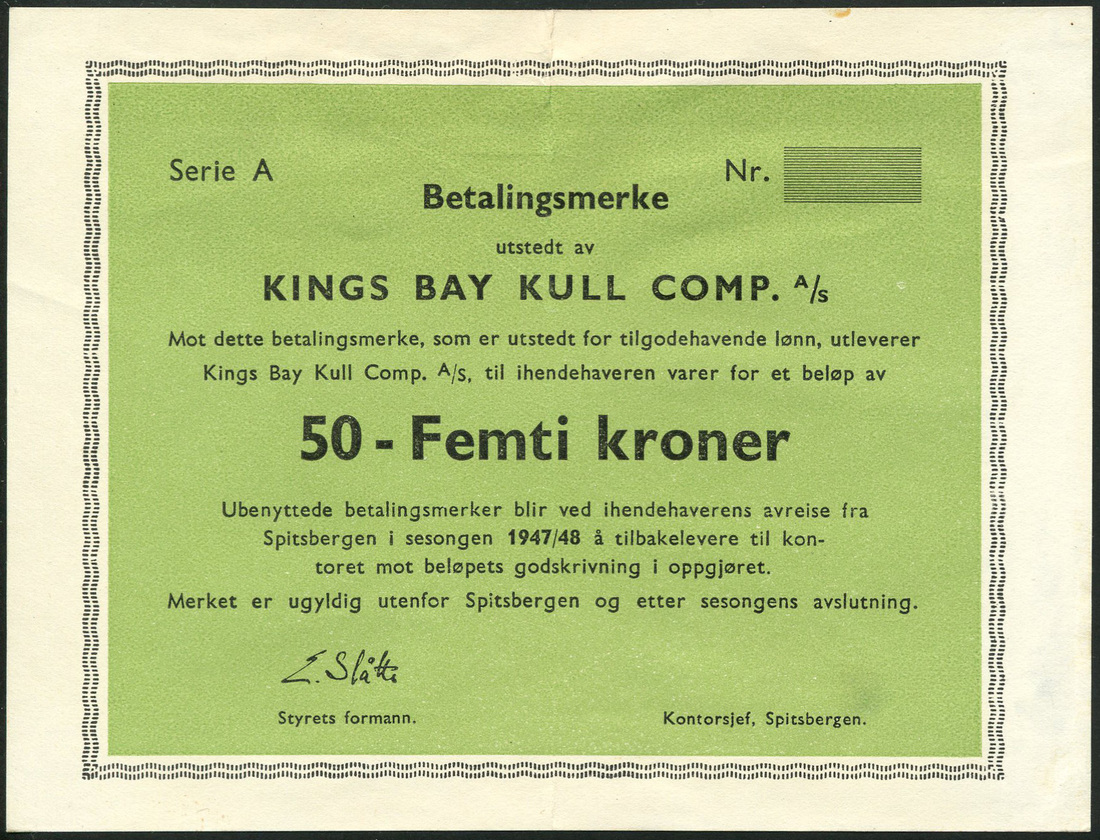 Serie A
Nr.
Betalingsmerke
utstedt av
KINGS BAY KULL COMP. A/s
Mot dette betalingsmerke, som er utstedt for tilgodehavende lønn, utleverer
Kings Bay Kull Comp. A/s, til ihendehaveren varer for et beløp av
50 - Femti kroner
Ubenyttede betalingsmerker blir ved ihendehaverens avreise fra
Spitsbergen i sesongen 1947/48 å tilbakelevere til kon-
toret mot beløpets godskrivning i oppgjøret.
Merket er ugyldig utenfor Spitsbergen og etter sesongens avslutning.
E. Slåtto
Styrets formann.
Kontorsjef, Spitsbergen.